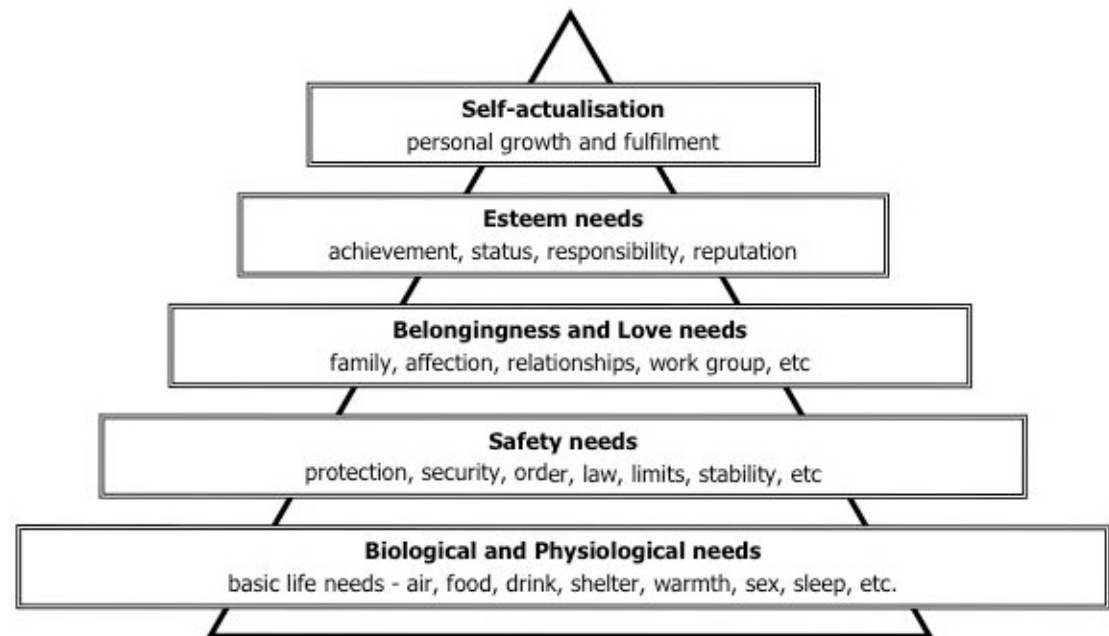 Self-actualisation
personal growth and fulfilment
Esteem needs
achievement, status, responsibility, reputation
Belongingness and Love needs
family, affection, relationships, work group, etc
Safety needs
protection, security, order, law, limits, stability, etc
Biological and Physiological needs
basic life needs - air, food, drink, shelter, warmth, sex, sleep, etc.